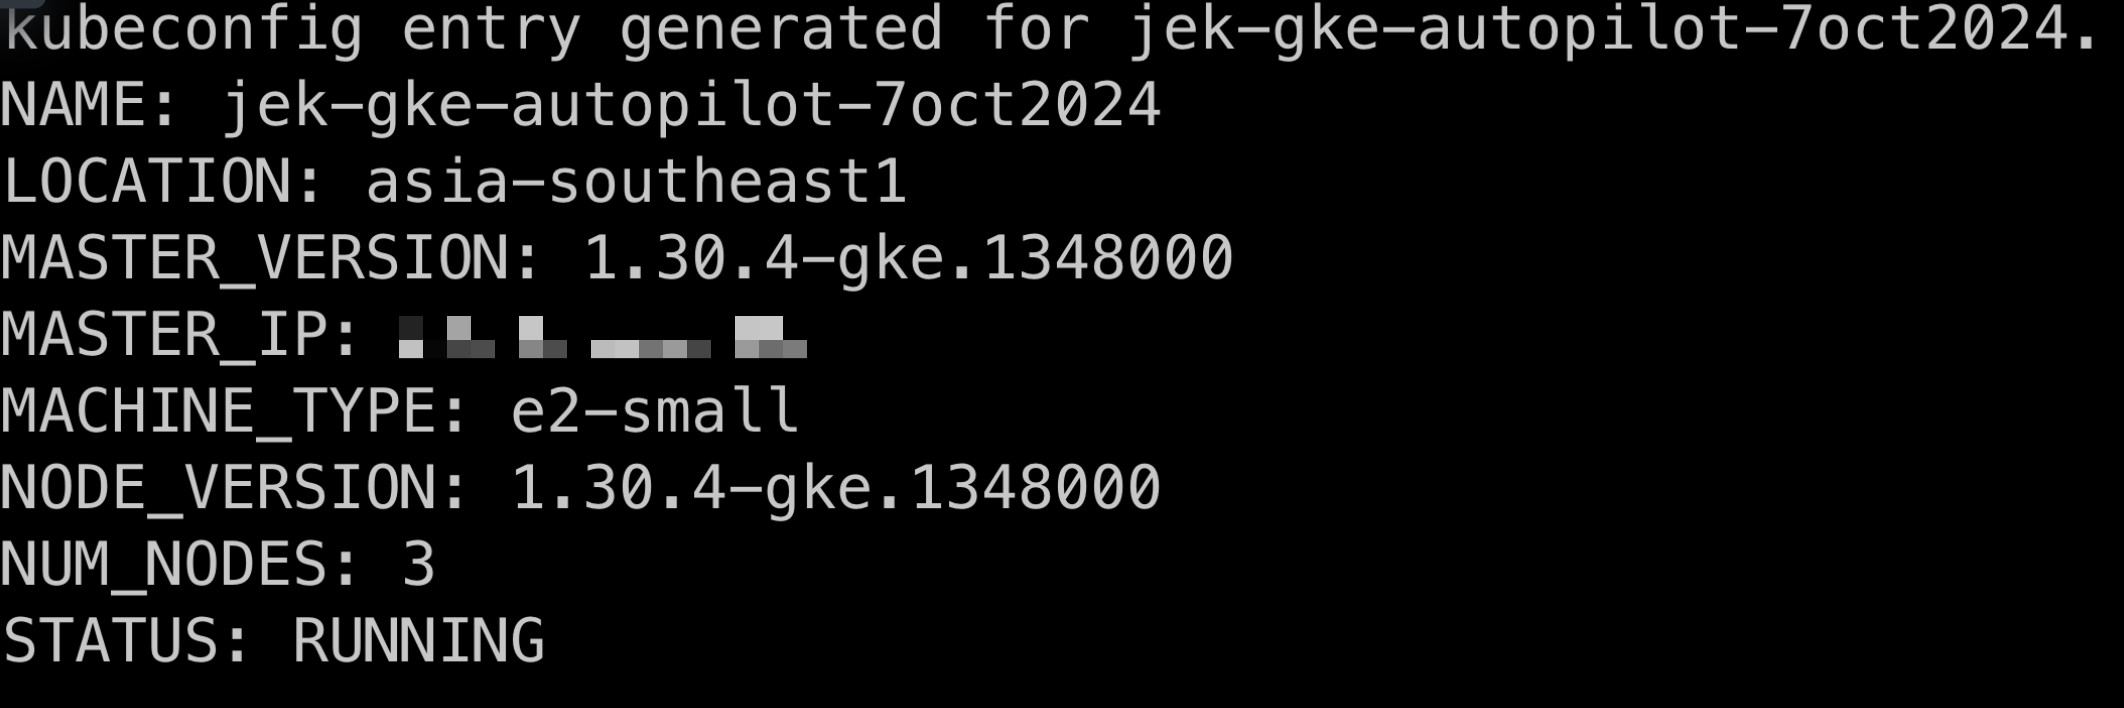 kubeconfig entry generated for jek-gke-autopilot-7oct2024.
NAME: jek-gke-autopilot-7oct2024
LOCATION: asia-southeast1
MASTER_VERSION: 1.30.4-gke.1348000
MASTER_IP:
MACHINE_TYPE: e2-small
NODE_VERSION: 1.30.4-gke.1348000
NUM_NODES: 3
STATUS: RUNNING